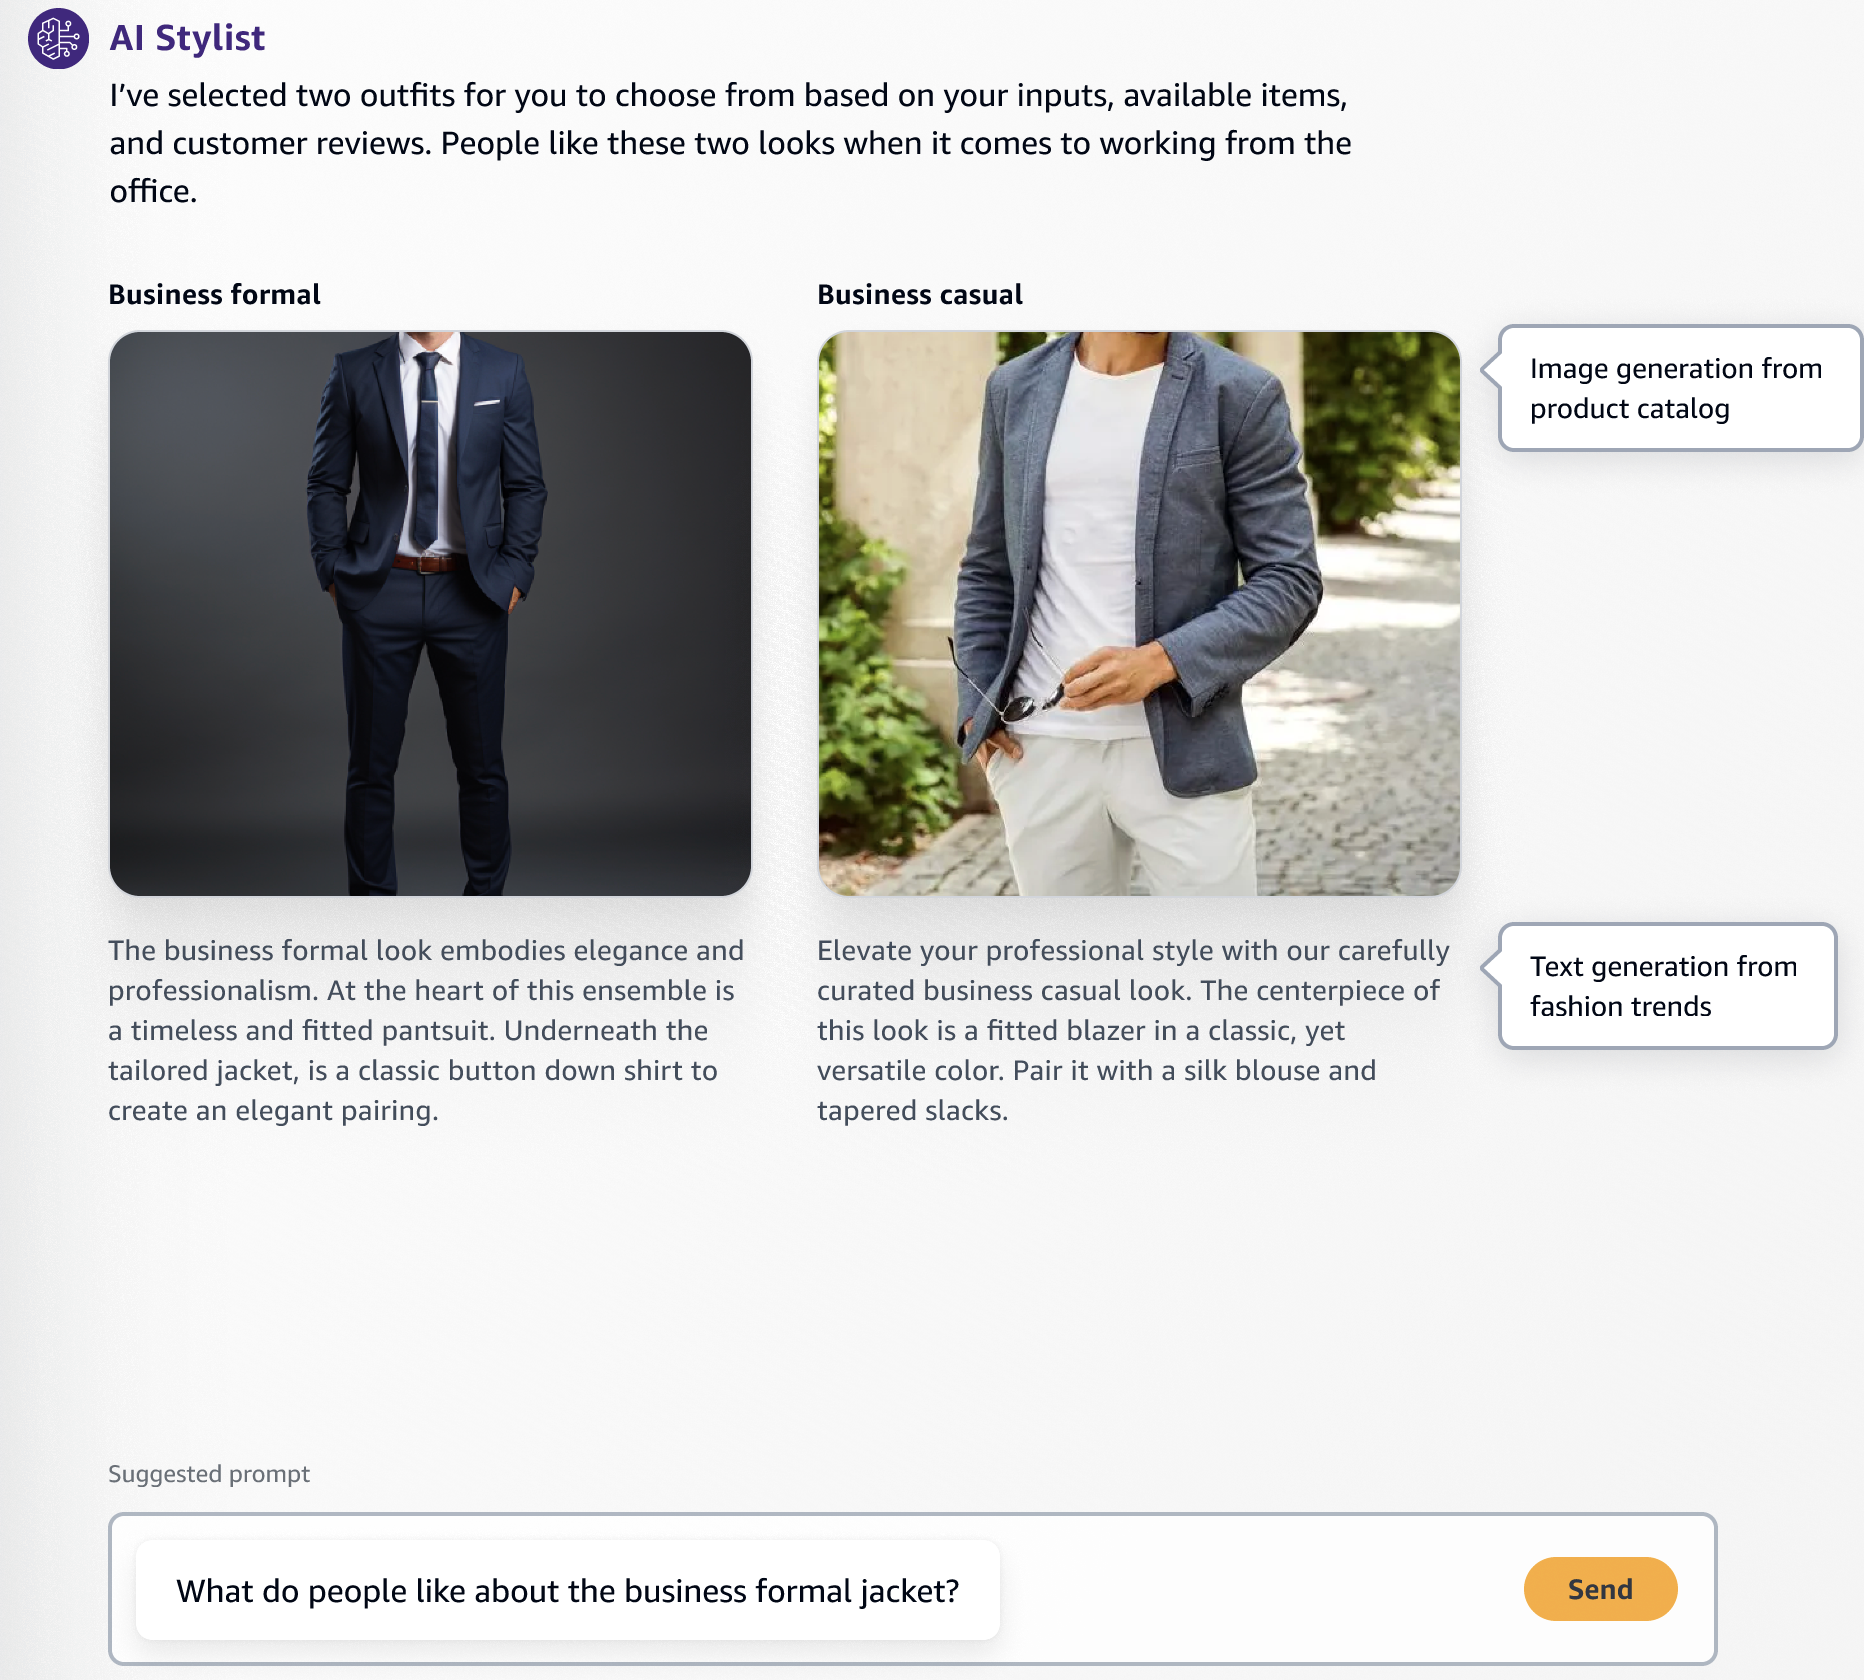 AI Stylist
I’ve selected two outfits for you to choose from based on your inputs, available items,
and customer reviews. People like these two looks when it comes to working from the
office.
Business formal
Business casual
Image generation from
product catalog
The business formal look embodies elegance and
professionalism. At the heart of this ensemble is
a timeless and fitted pantsuit. Underneath the
tailored jacket, is a classic button down shirt to
create an elegant pairing.
Elevate your professional style with our carefully
curated business casual look. The centerpiece of
this look is a fitted blazer in a classic, yet
versatile color. Pair it with a silk blouse and
tapered slacks.
Text generation from
fashion trends
Suggested prompt
What do people like about the business formal jacket?
Send